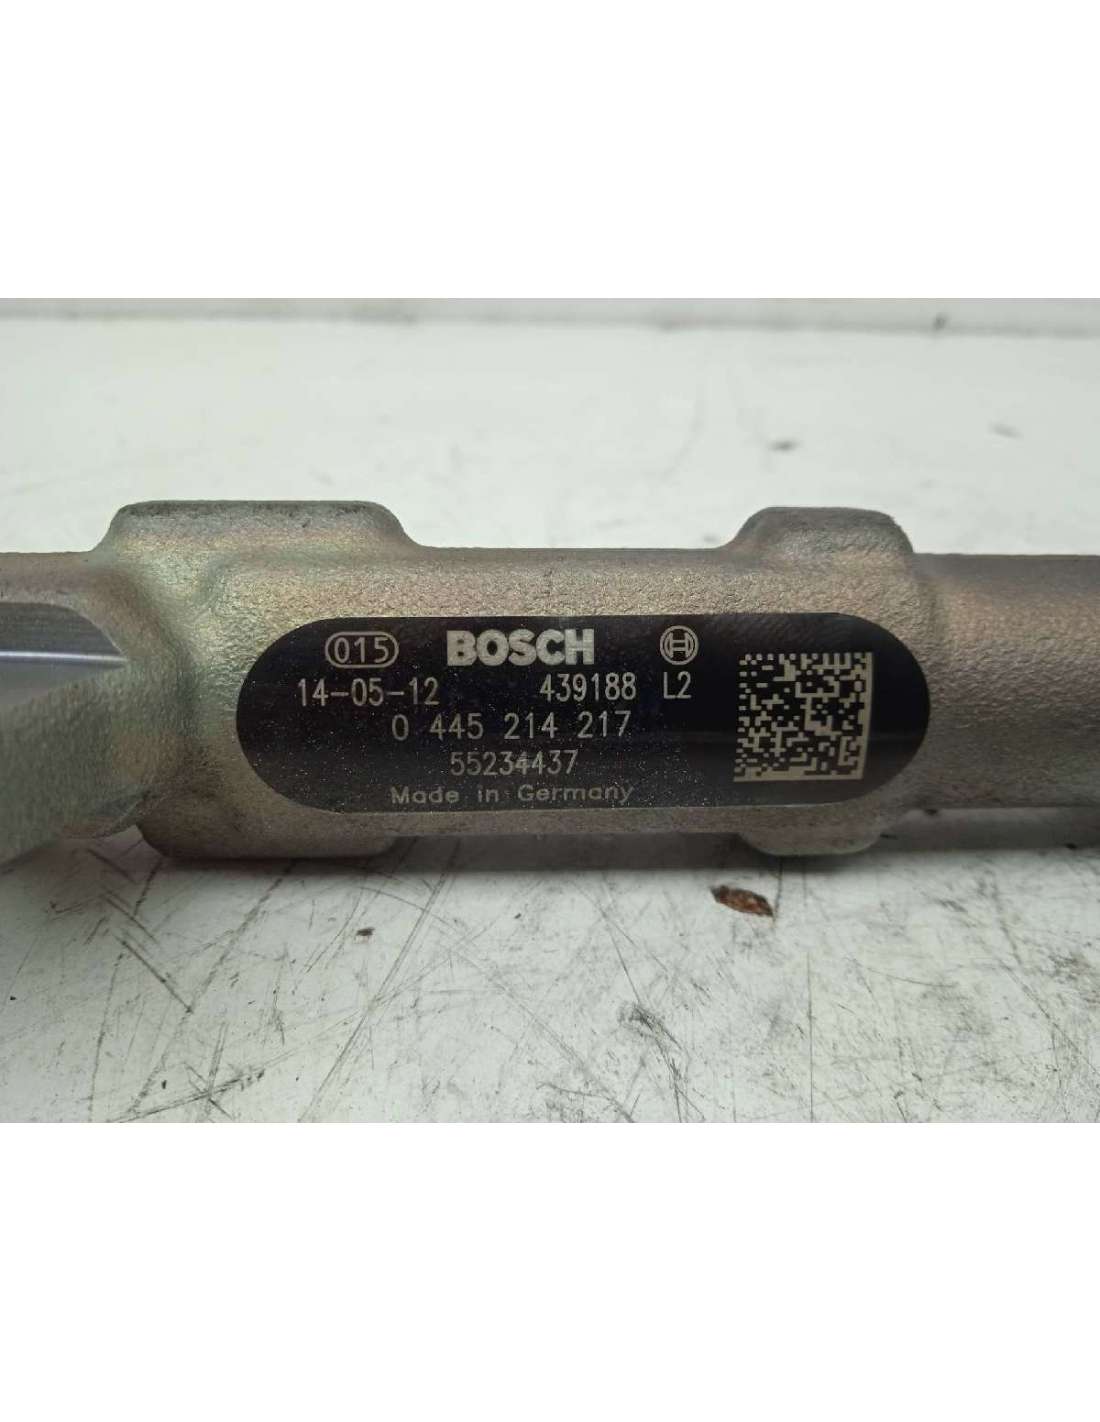 015 BOSCH
14-05-12 439188 L2
0 445 214 217
55234437
Made in Germany